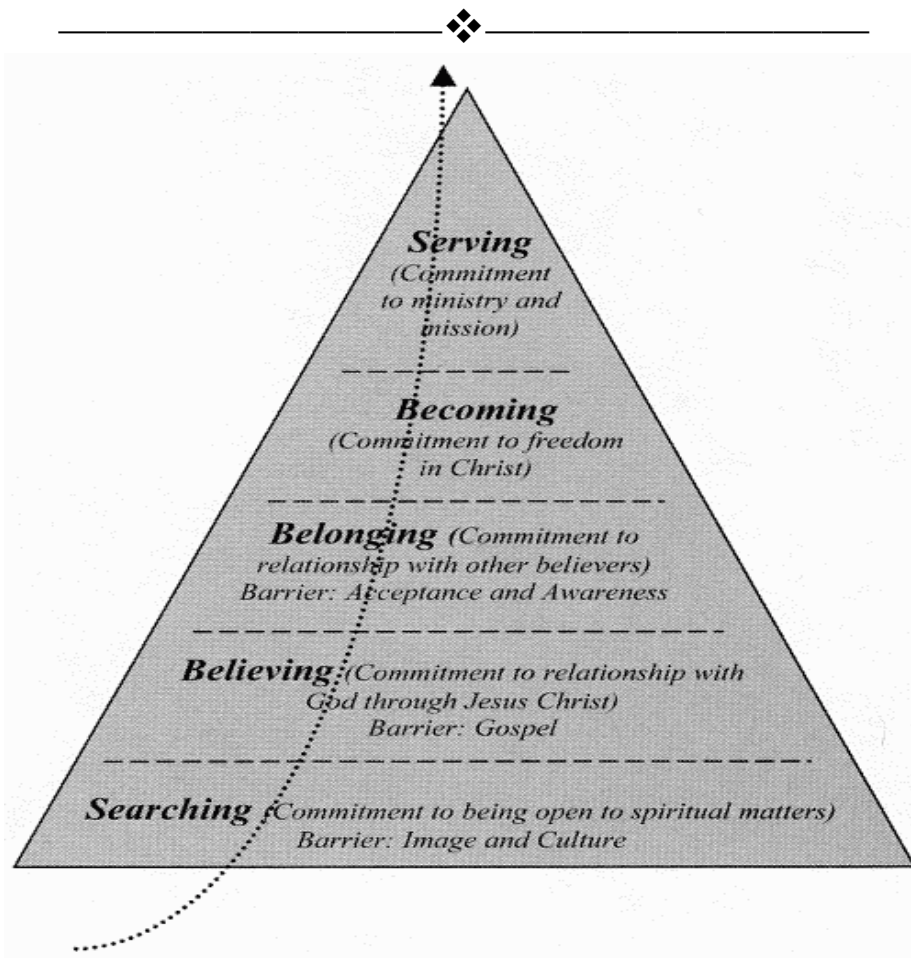 Serving
(Commitment
to ministry and
mission)
Becoming
(Commitment to freedom
in Christ)
Belonging (Commitment to
relationship with other believers)
Barrier: Acceptance and Awareness
Believing (Commitment to relationship with
God through Jesus Christ)
Barrier: Gospel
Searching (Commitment to being open to spiritual matters)
Barrier: Image and Culture